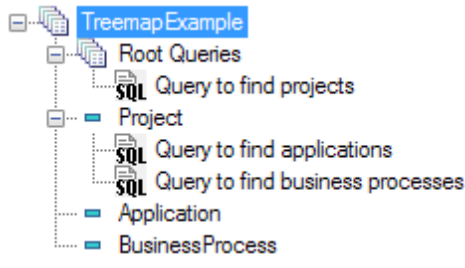 TreemapExample
Root Queries
SQL Query to find projects
Project
SQL Query to find applications
SQL Query to find business processes
Application
BusinessProcess